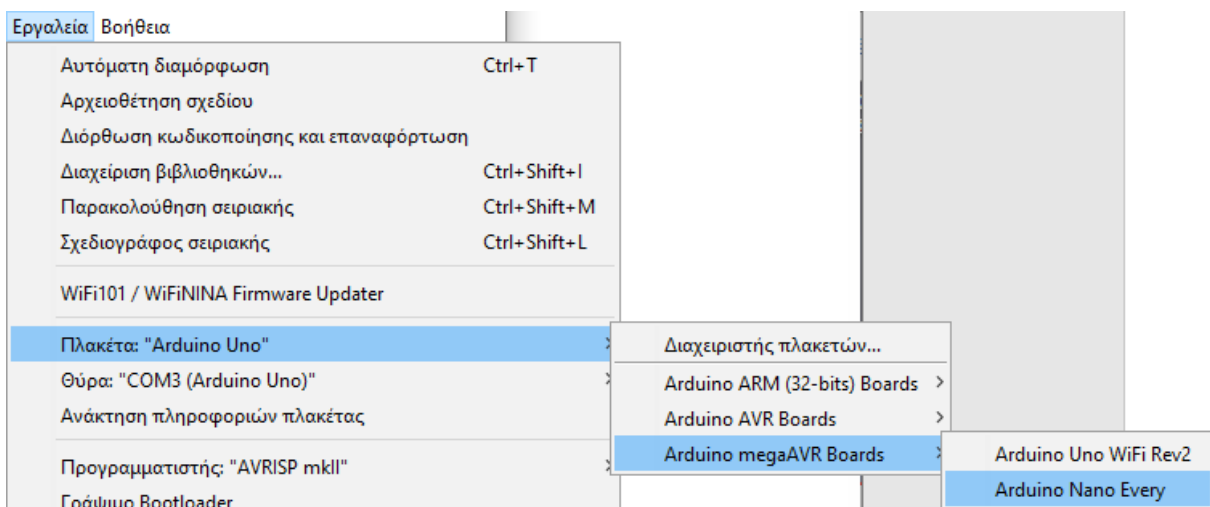 Εργαλεία Βοήθεια
Αυτόματη διαμόρφωση Ctrl+T
Αρχειοθέτηση σχεδίου
Διόρθωση κωδικοποίησης και επαναφόρτωση
Διαχείριση βιβλιοθηκών... Ctrl+Shift+I
Παρακολούθηση σειριακής Ctrl+Shift+M
Σχεδιογράφος σειριακής Ctrl+Shift+L
WiFi101 / WiFiNINA Firmware Updater
Πλακέτα: "Arduino Uno"
Θύρα: "COM3 (Arduino Uno)"
Ανάκτηση πληροφοριών πλακέτας
Προγραμματιστής: "AVRISP mkII"
Γράψιμο Bootloader
Διαχειριστής πλακετών...
Arduino ARM (32-bits) Boards
Arduino AVR Boards
Arduino megaAVR Boards
Arduino Uno WiFi Rev2
Arduino Nano Every